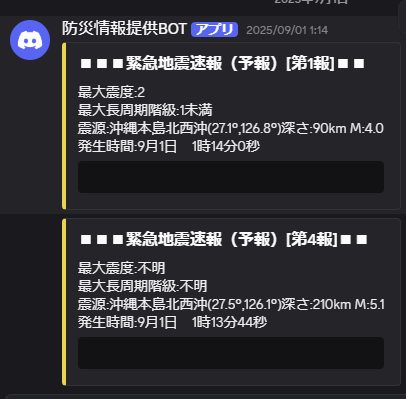 防災情報提供BOT アプリ 2025/09/01 1:14
■ ■ ■緊急地震速報（予報）[第1報]■ ■
最大震度:2
最大長周期階級:1未満
震源:沖縄本島北西沖(27.1°,126.8°)深さ:90km M:4.0
発生時間:9月1日　1時14分0秒
■ ■ ■緊急地震速報（予報）[第4報]■ ■
最大震度:不明
最大長周期階級:不明
震源:沖縄本島北西沖(27.5°,126.1°)深さ:210km M:5.1
発生時間:9月1日　1時13分44秒